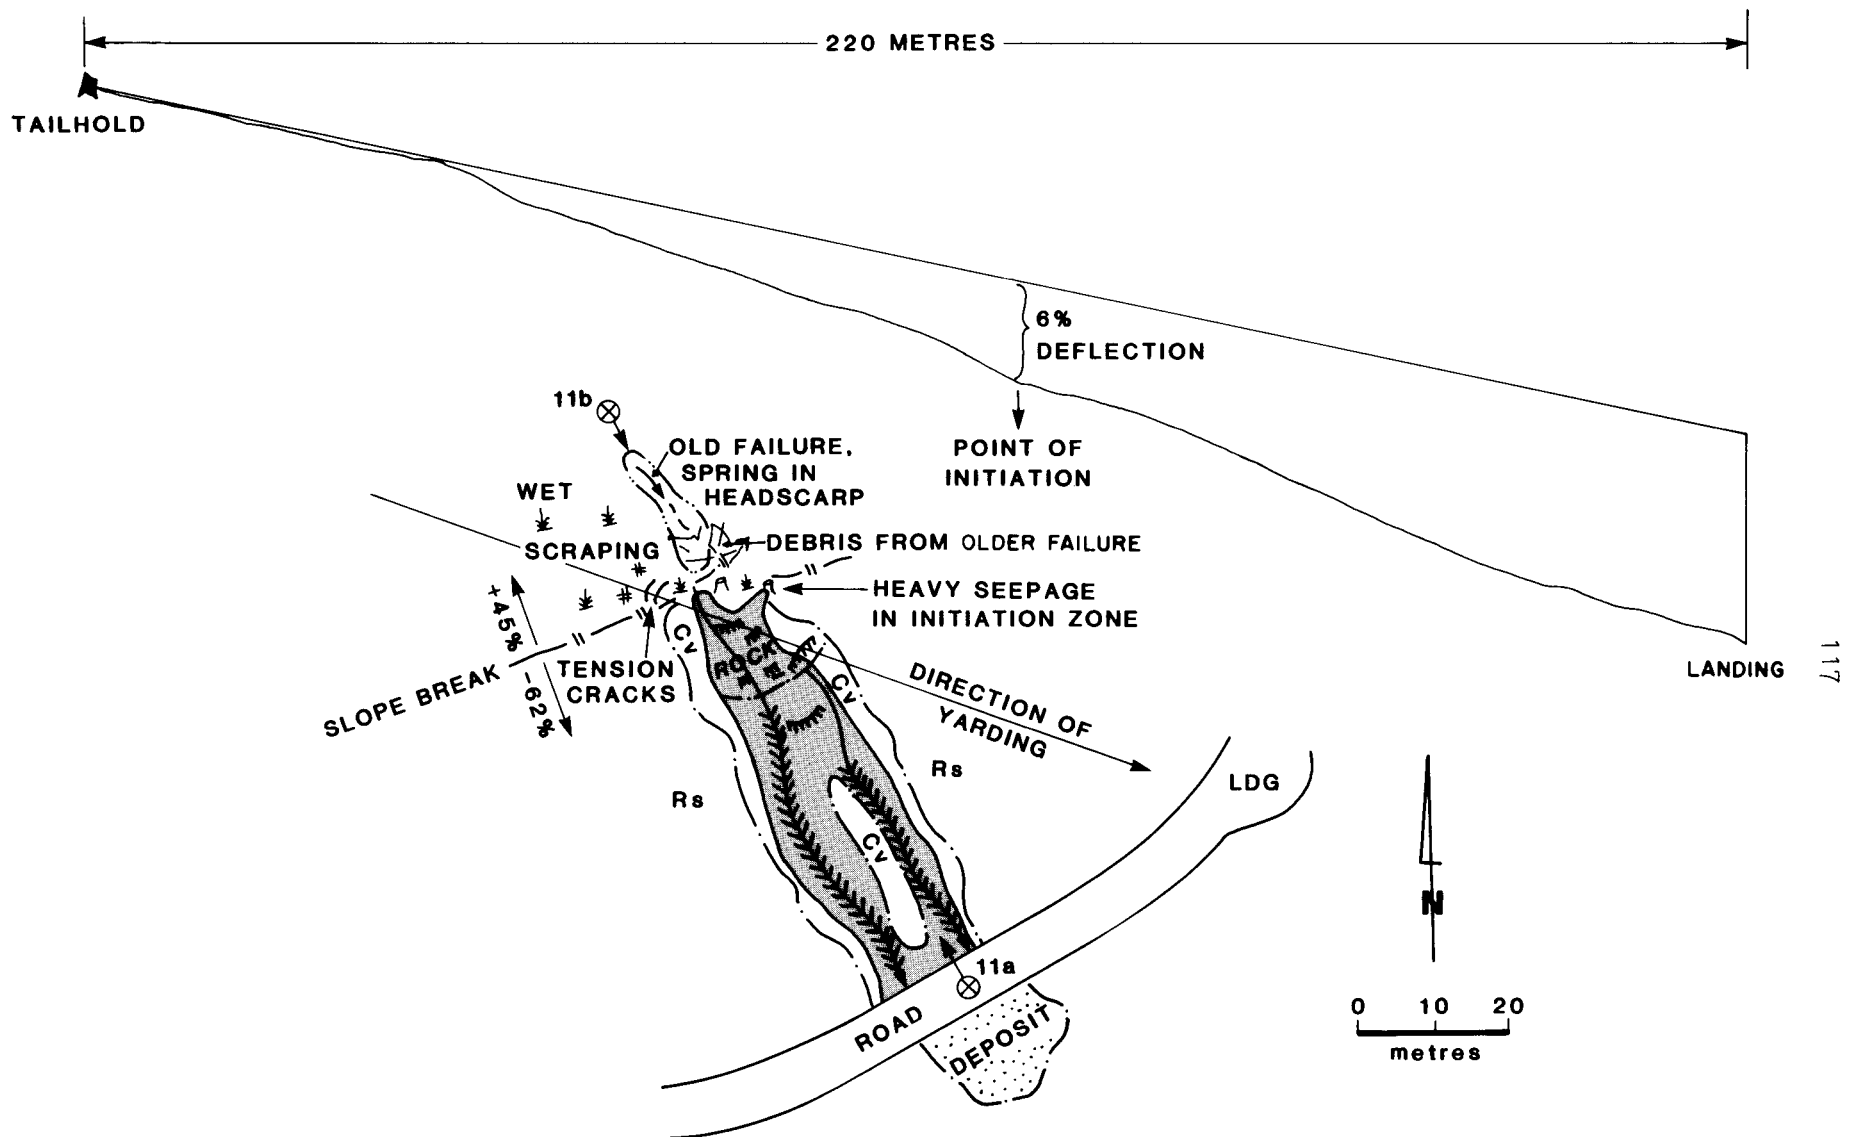 220 METRES
TAILHOLD
6%
DEFLECTION
POINT OF
INITIATION
LANDING
117
11b
OLD FAILURE,
SPRING IN
HEADSCARP
WET
SCRAPING
DEBRIS FROM OLDER FAILURE
HEAVY SEEPAGE
IN INITIATION ZONE
+45%
-62%
SLOPE BREAK
TENSION
CRACKS
Cv
ROCK
Cv
DIRECTION OF
YARDING
Rs
Rs
LDG
Cv
11a
ROAD
DEPOSIT
N
0 10 20
metres